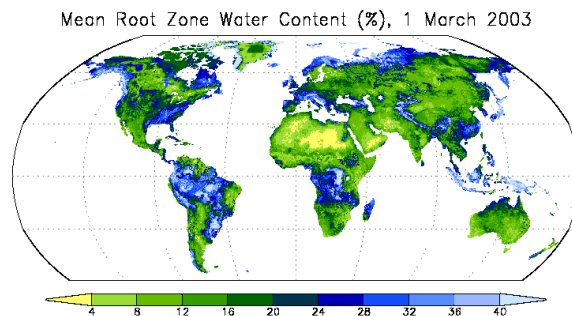 Mean Root Zone Water Content (%), 1 March 2003
4 8 12 16 20 24 28 32 36 40